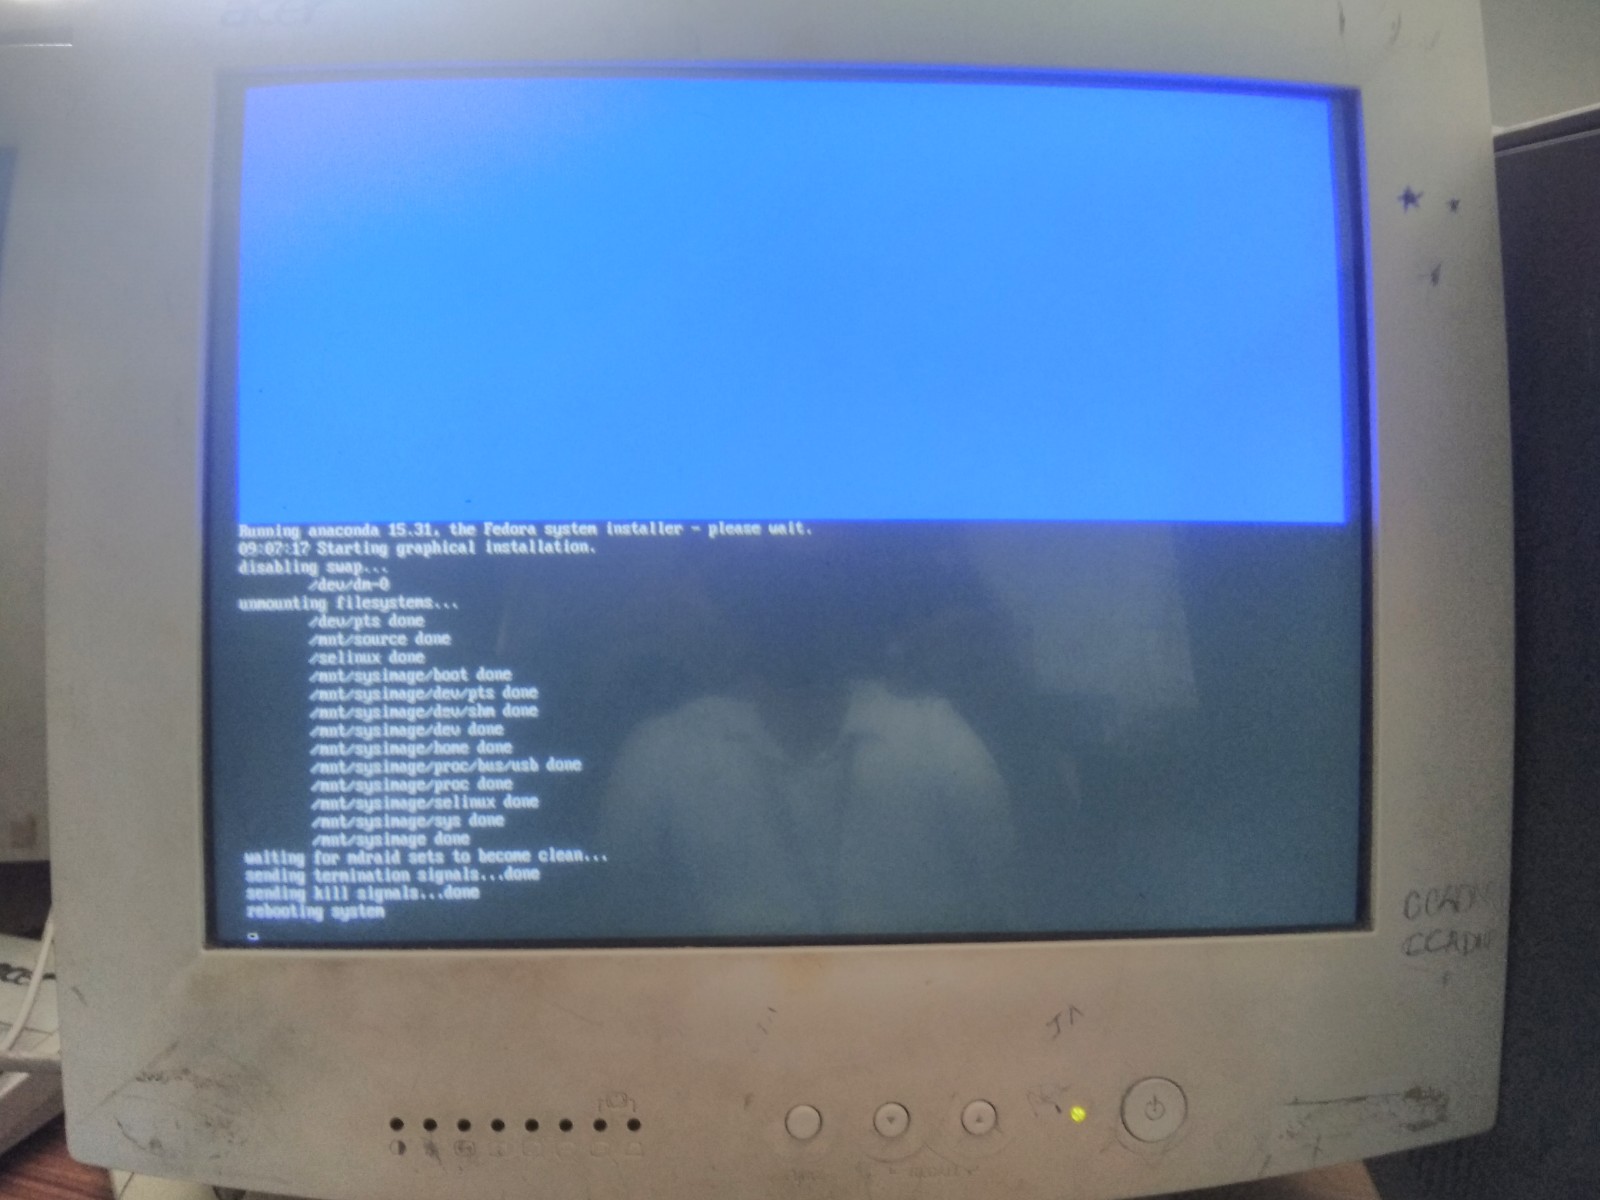 acer
Running anaconda 15.31, the Fedora system installer - please wait.
09:07:17 Starting graphical installation.
disabling swap...
/dev/dm-0
unmounting filesystems...
/dev/pts done
/mnt/source done
/selinux done
/mnt/sysimage/boot done
/mnt/sysimage/dev/pts done
/mnt/sysimage/dev/shm done
/mnt/sysimage/dev done
/mnt/sysimage/home done
/mnt/sysimage/proc/bus/usb done
/mnt/sysimage/proc done
/mnt/sysimage/selinux done
/mnt/sysimage/sys done
/mnt/sysimage done
waiting for mdraid sets to become clean...
sending termination signals...done
sending kill signals...done
rebooting system